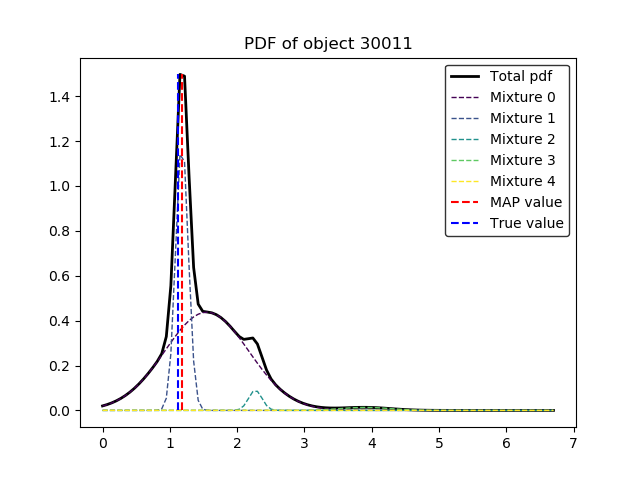 PDF of object 30011
Total pdf
Mixture 0
Mixture 1
Mixture 2
Mixture 3
Mixture 4
MAP value
True value
1.4
1.2
1.0
0.8
0.6
0.4
0.2
0.0
0 1 2 3 4 5 6 7